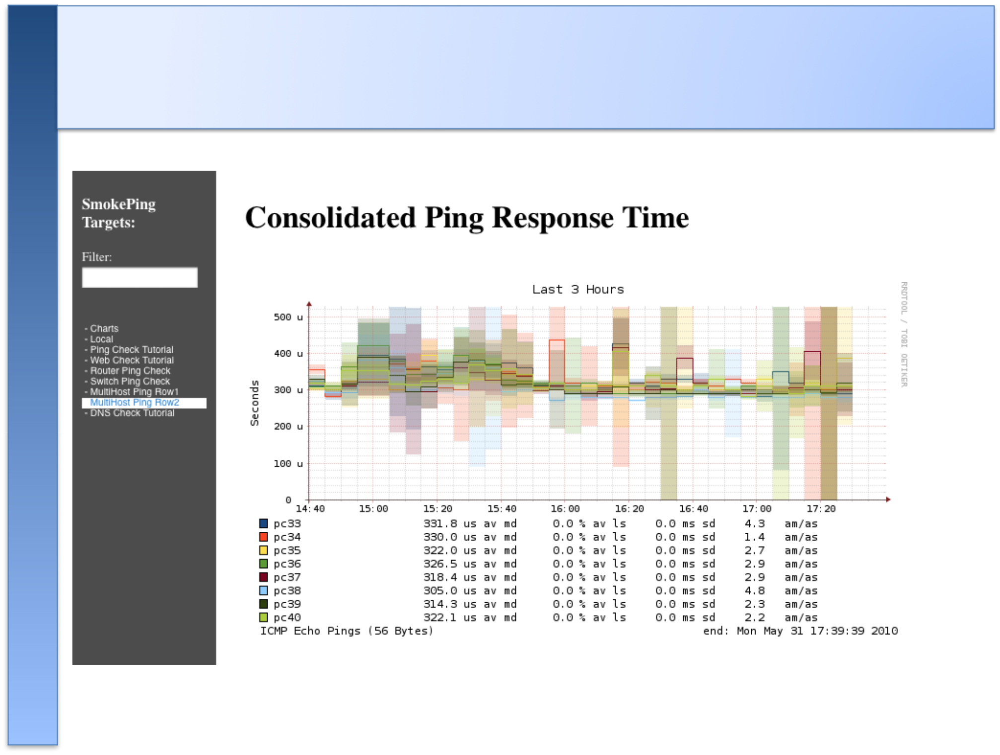 SmokePing
Targets:
Filter:
- Charts
- Local
- Ping Check Tutorial
- Web Check Tutorial
- Router Ping Check
- Switch Ping Check
- MultiHost Ping Row1
MultiHost Ping Row2
- DNS Check Tutorial
Consolidated Ping Response Time
Last 3 Hours
RRDTOOL / TOBI OETIKER
Seconds
500 u
400 u
300 u
200 u
100 u
0
14:40 15:00 15:20 15:40 16:00 16:20 16:40 17:00 17:20
pc33 331.8 us av md 0.0 % av ls 0.0 ms sd 4.3 am/as
pc34 330.0 us av md 0.0 % av ls 0.0 ms sd 1.4 am/as
pc35 322.0 us av md 0.0 % av ls 0.0 ms sd 2.7 am/as
pc36 326.5 us av md 0.0 % av ls 0.0 ms sd 2.9 am/as
pc37 318.4 us av md 0.0 % av ls 0.0 ms sd 2.9 am/as
pc38 305.0 us av md 0.0 % av ls 0.0 ms sd 4.8 am/as
pc39 314.3 us av md 0.0 % av ls 0.0 ms sd 2.3 am/as
pc40 322.1 us av md 0.0 % av ls 0.0 ms sd 2.2 am/as
ICMP Echo Pings (56 Bytes) end: Mon May 31 17:39:39 2010